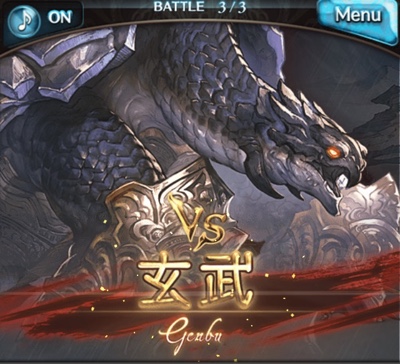 ON
BATTLE 3/3
Menu
VS
玄武
Genbu